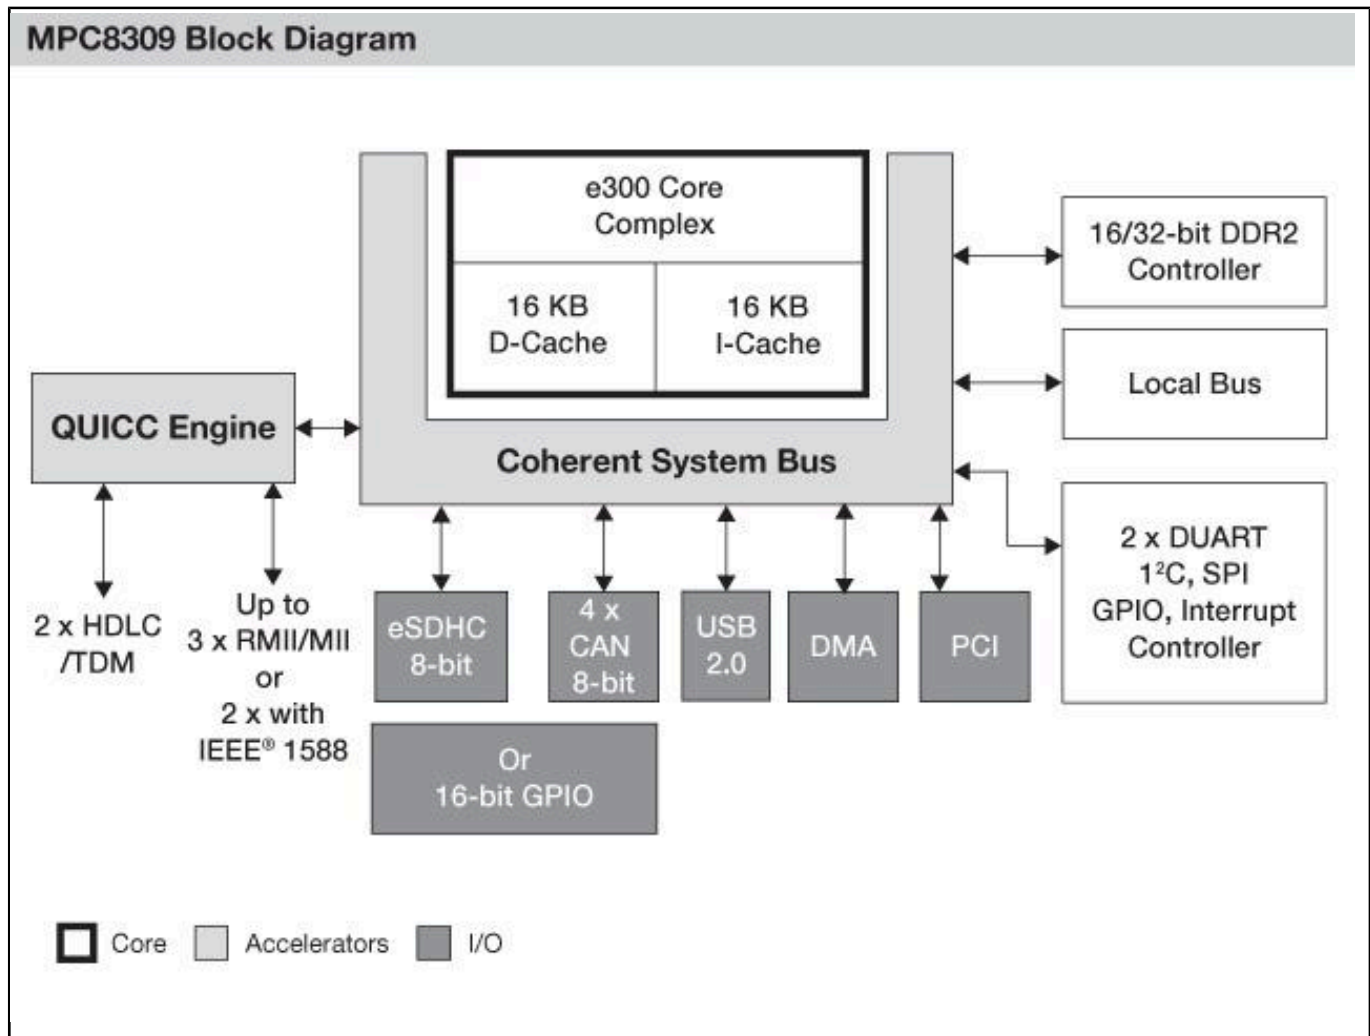 MPC8309 Block Diagram
e300 Core
Complex
16 KB
D-Cache
16 KB
I-Cache
16/32-bit DDR2
Controller
Local Bus
QUICC Engine
Coherent System Bus
2 x DUART
1²C, SPI
GPIO, Interrupt
Controller
2 x HDLC
/TDM
Up to
3 x RMII/MII
or
2 x with
IEEE® 1588
eSDHC
8-bit
4 x
CAN
8-bit
USB
2.0
DMA
PCI
Or
16-bit GPIO
Core
Accelerators
I/O